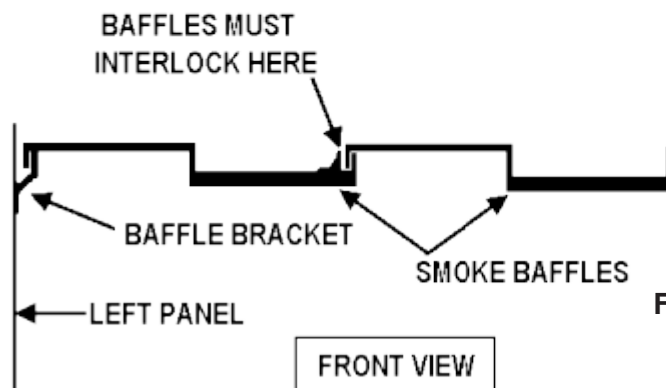 BAFFLES MUST
INTERLOCK HERE
BAFFLE BRACKET
SMOKE BAFFLES
LEFT PANEL
F
FRONT VIEW